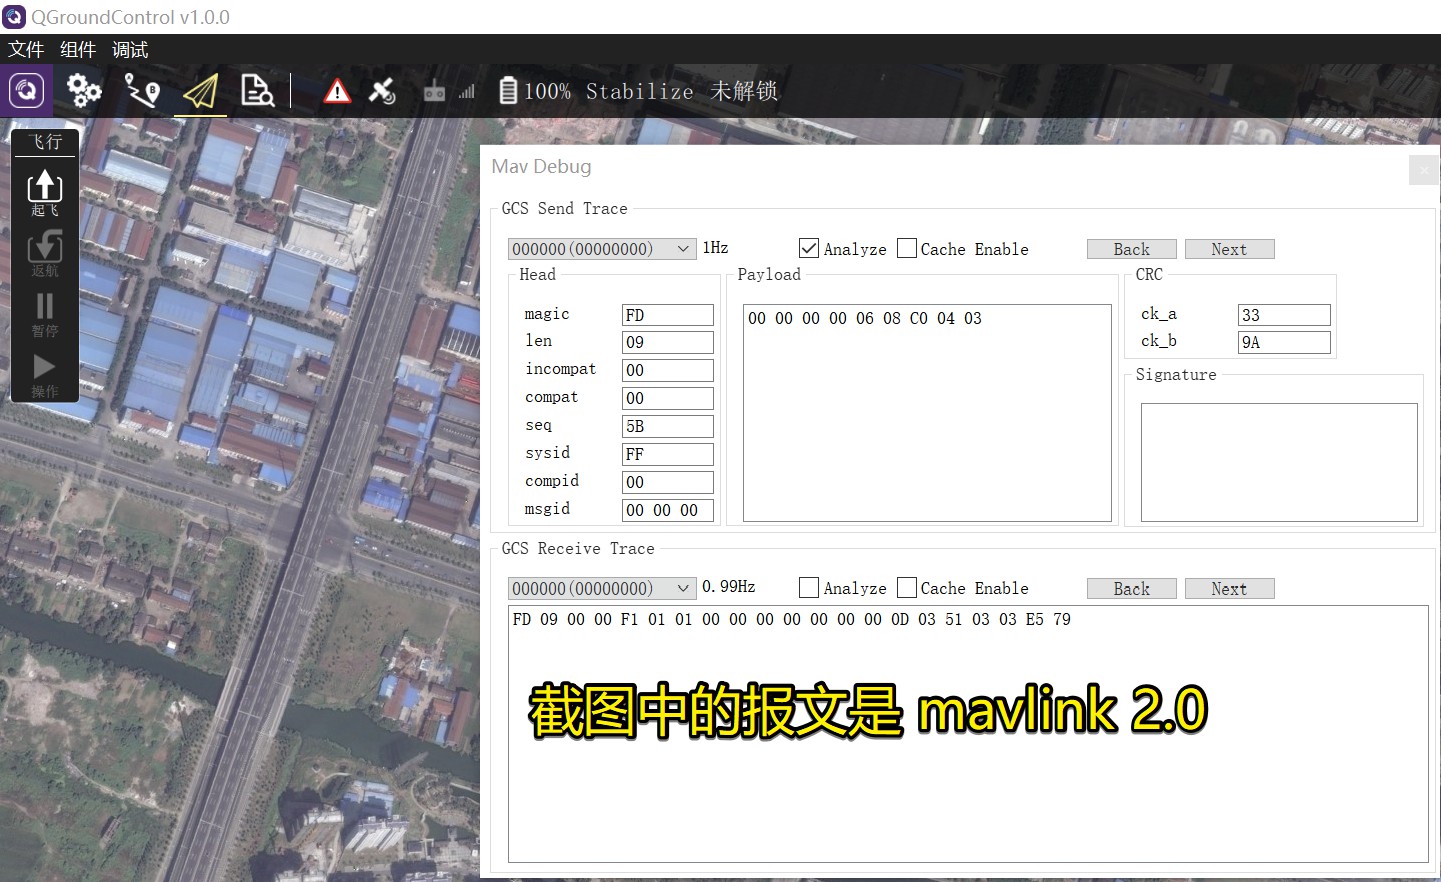 QGroundControl v1.0.0
文件 组件 调试
100% Stabilize 未解锁
飞行
起飞
返航
暂停
操作
Mav Debug
GCS Send Trace
000000(00000000) 1Hz Analyze Cache Enable Back Next
Head
magic FD
len 09
incompat 00
compat 00
seq 5B
sysid FF
compid 00
msgid 00 00 00
Payload
00 00 00 00 06 08 C0 04 03
CRC
ck_a 33
ck_b 9A
Signature
GCS Receive Trace
000000(00000000) 0.99Hz Analyze Cache Enable Back Next
FD 09 00 00 F1 01 01 00 00 00 00 00 00 00 0D 03 51 03 03 E5 79
截图中的报文是 mavlink 2.0